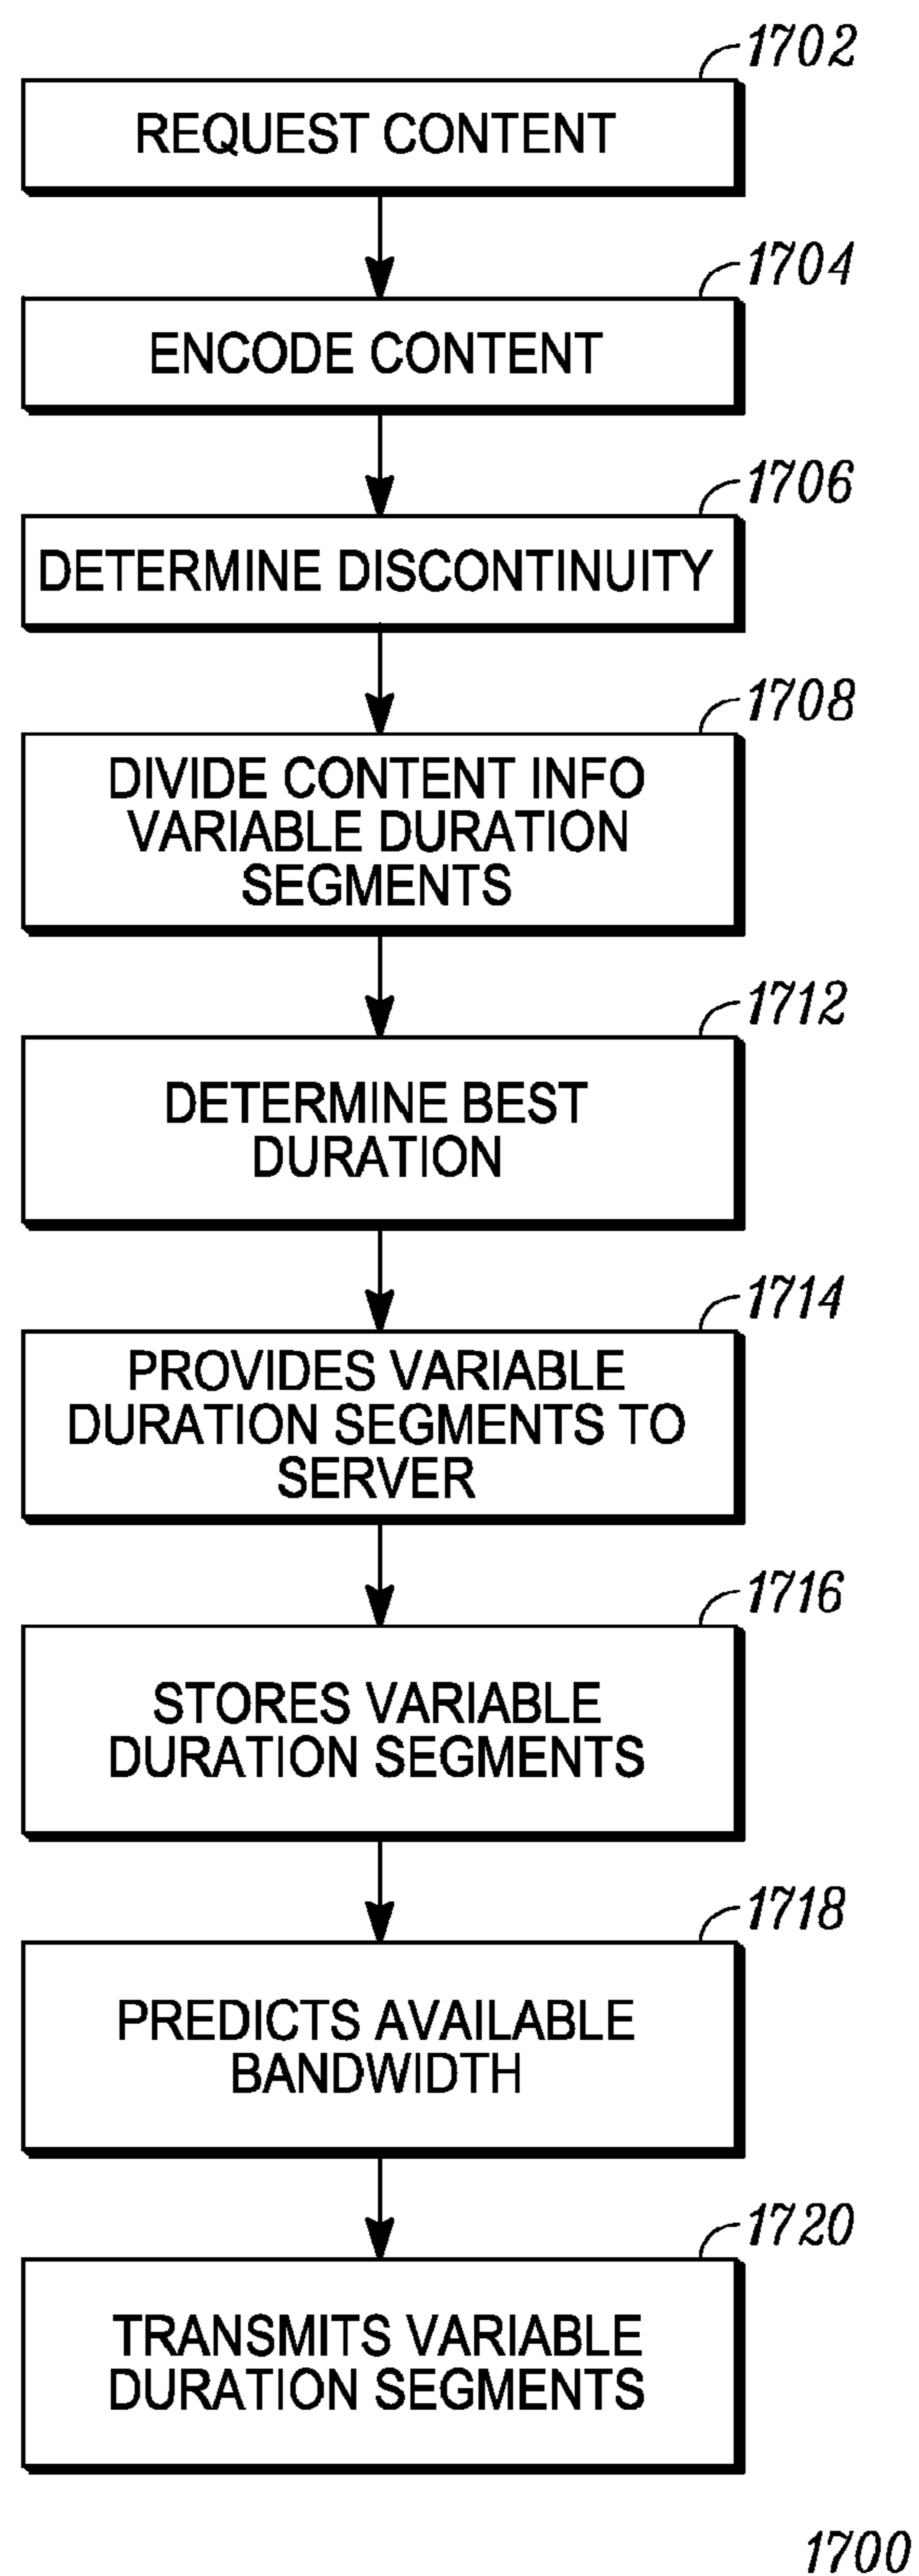 1702
REQUEST CONTENT
1704
ENCODE CONTENT
1706
DETERMINE DISCONTINUITY
1708
DIVIDE CONTENT INFO
VARIABLE DURATION
SEGMENTS
1712
DETERMINE BEST
DURATION
1714
PROVIDES VARIABLE
DURATION SEGMENTS TO
SERVER
1716
STORES VARIABLE
DURATION SEGMENTS
1718
PREDICTS AVAILABLE
BANDWIDTH
1720
TRANSMITS VARIABLE
DURATION SEGMENTS
1700